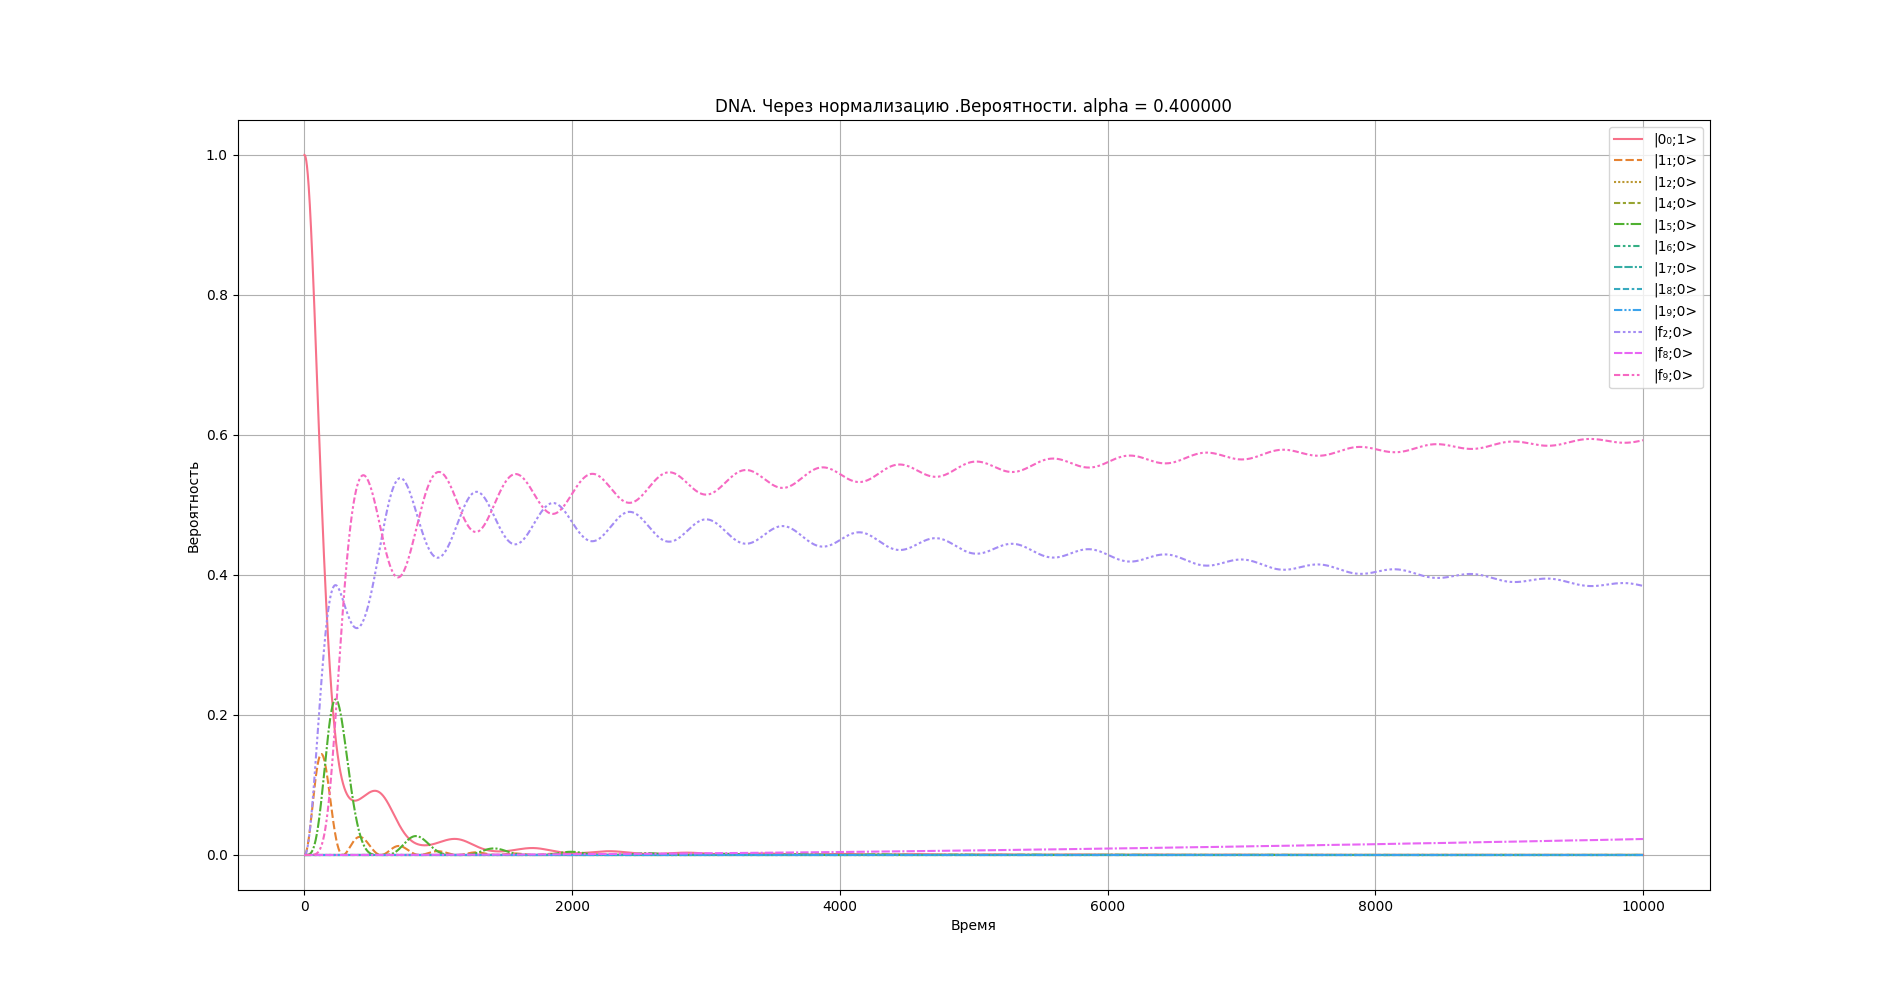 DNA. Через нормализацию .Вероятности. alpha = 0.400000
Вероятность
1.0
0.8
0.6
0.4
0.2
0.0
|0₀;1>
|1₁;0>
|1₂;0>
|1₄;0>
|1₅;0>
|1₆;0>
|1₇;0>
|1₈;0>
|1₉;0>
|f₂;0>
|f₈;0>
|f₉;0>
0 2000 4000 6000 8000 10000
Время